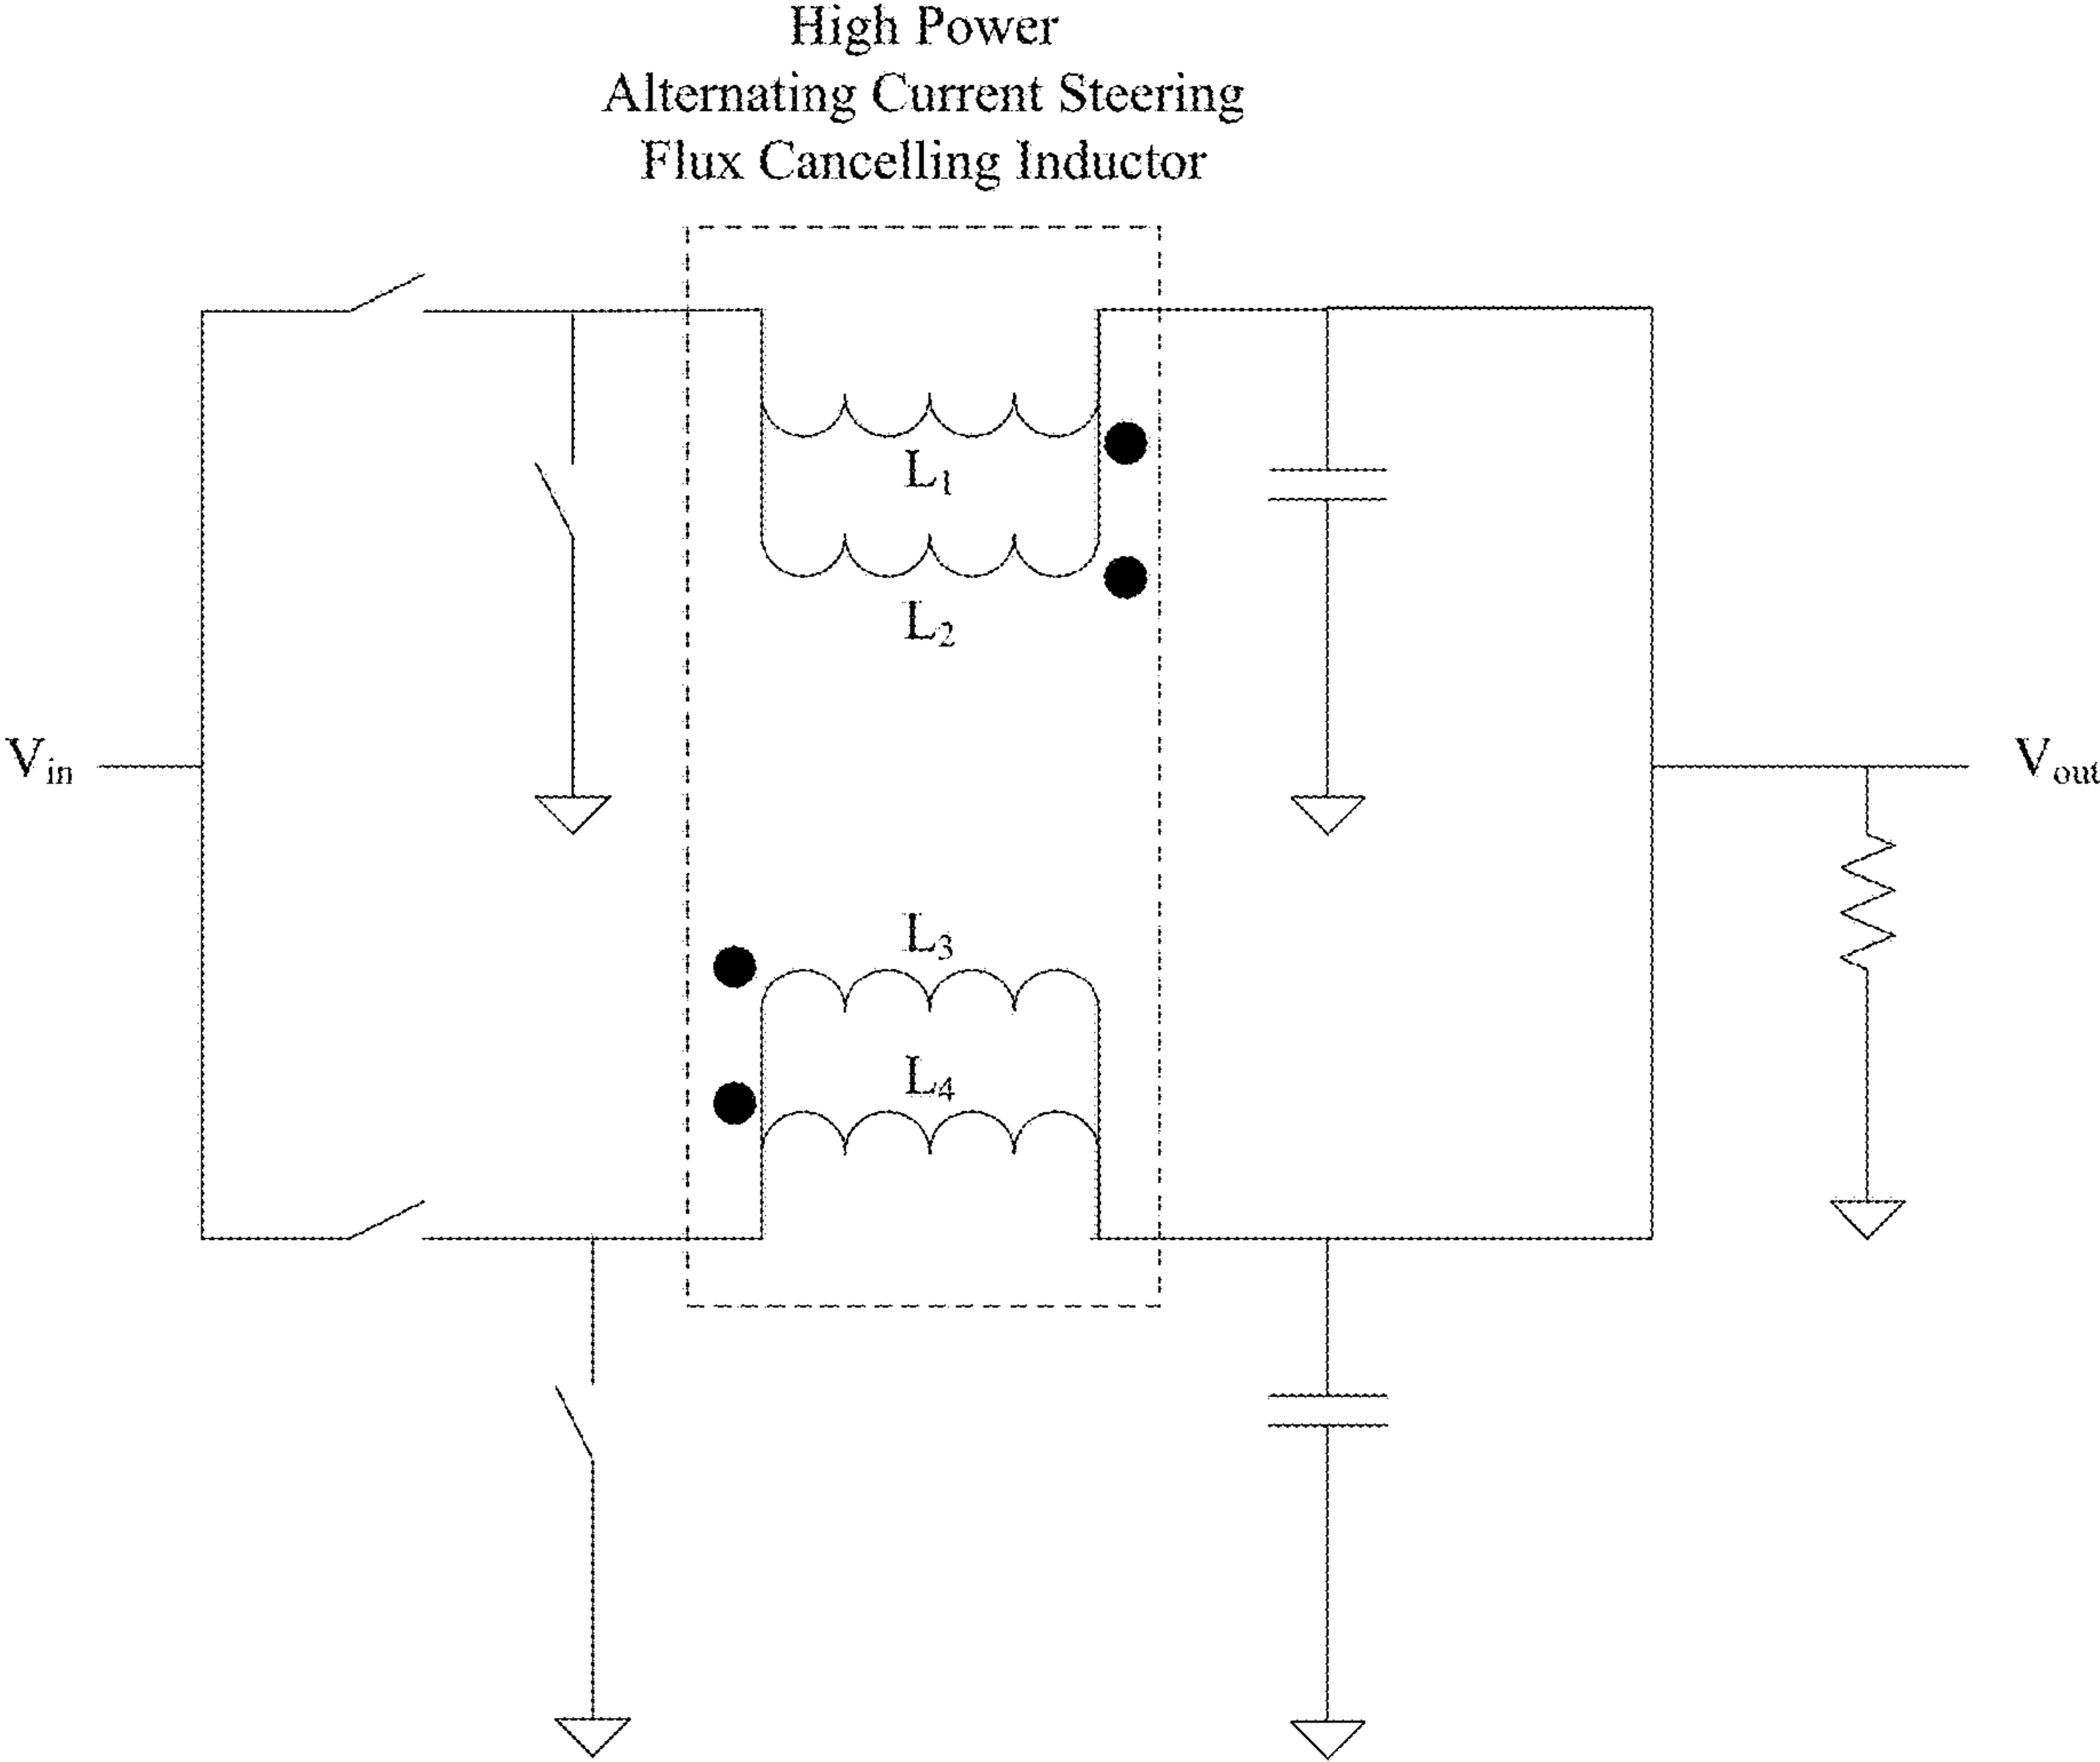 High Power
Alternating Current Steering
Flux Cancelling Inductor
L1
L2
Vin
Vout
L3
L4